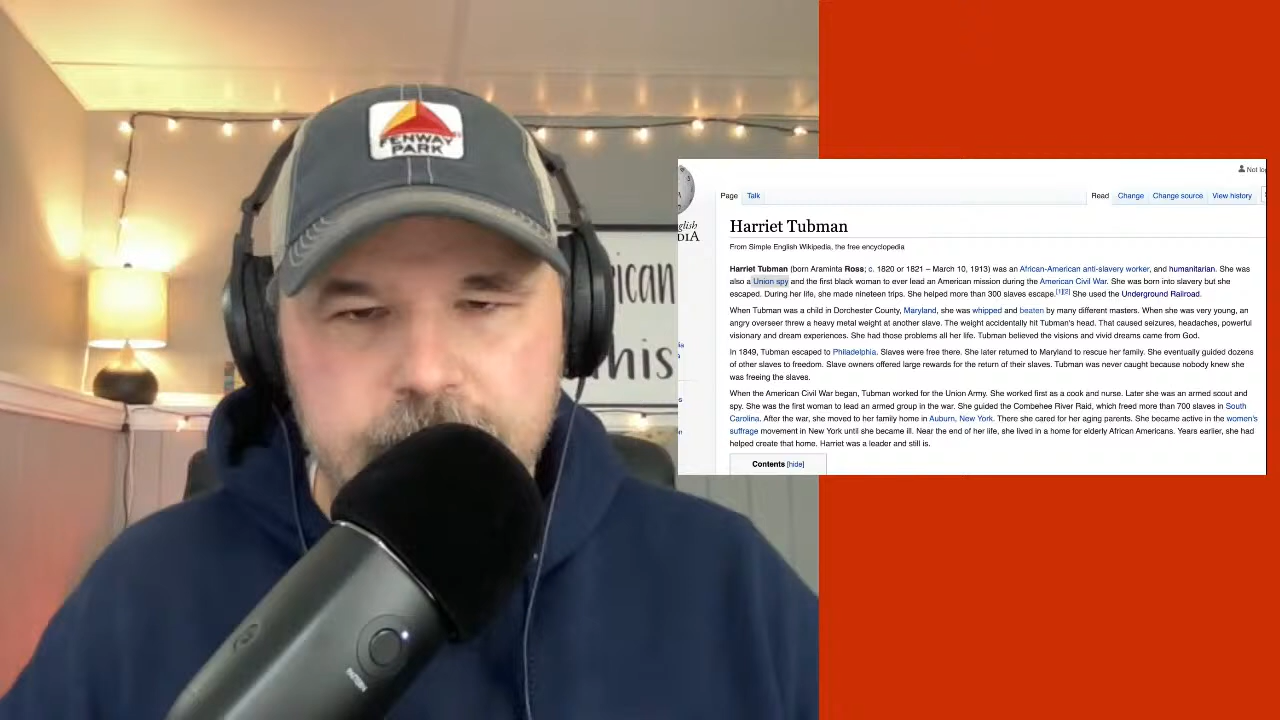 FENWAY
PARK
ican
his
PATTERN
Not lo
glish
DIA
Page Talk
Read Change Change source View history
Harriet Tubman
From Simple English Wikipedia, the free encyclopedia
Harriet Tubman (born Araminta Ross; c. 1820 or 1821 – March 10, 1913) was an African-American anti-slavery worker, and humanitarian. She was
also a Union spy and the first black woman to ever lead an American mission during the American Civil War. She was born into slavery but she
escaped. During her life, she made nineteen trips. She helped more than 300 slaves escape.[1][2] She used the Underground Railroad.
When Tubman was a child in Dorchester County, Maryland, she was whipped and beaten by many different masters. When she was very young, an
angry overseer threw a heavy metal weight at another slave. The weight accidentally hit Tubman's head. That caused seizures, headaches, powerful
visionary and dream experiences. She had those problems all her life. Tubman believed the visions and vivid dreams came from God.
In 1849, Tubman escaped to Philadelphia. Slaves were free there. She later returned to Maryland to rescue her family. She eventually guided dozens
of other slaves to freedom. Slave owners offered large rewards for the return of their slaves. Tubman was never caught because nobody knew she
was freeing the slaves.
When the American Civil War began, Tubman worked for the Union Army. She worked first as a cook and nurse. Later she was an armed scout and
spy. She was the first woman to lead an armed group in the war. She guided the Combehee River Raid, which freed more than 700 slaves in South
Carolina. After the war, she moved to her family home in Auburn, New York. There she cared for her aging parents. She became active in the women's
suffrage movement in New York until she became ill. Near the end of her life, she lived in a home for elderly African Americans. Years earlier, she had
helped create that home. Harriet was a leader and still is.
Contents [hide]